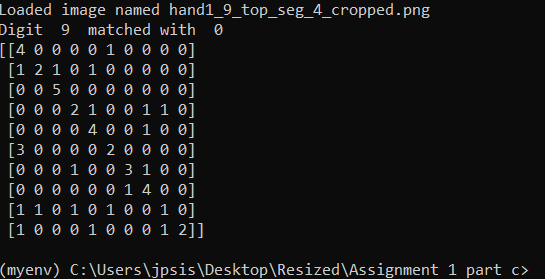 Loaded image named hand1_9_top_seg_4_cropped.png
Digit  9  matched with  0
[[4 0 0 0 0 1 0 0 0 0]
 [1 2 1 0 1 0 0 0 0 0]
 [0 0 5 0 0 0 0 0 0 0]
 [0 0 0 2 1 0 0 1 1 0]
 [0 0 0 0 4 0 0 1 0 0]
 [3 0 0 0 0 2 0 0 0 0]
 [0 0 0 1 0 0 3 1 0 0]
 [0 0 0 0 0 0 1 4 0 0]
 [1 1 0 1 0 1 0 0 1 0]
 [1 0 0 0 1 0 0 0 1 2]]
(myenv) C:\Users\jpsis\Desktop\Resized\Assignment 1 part c>